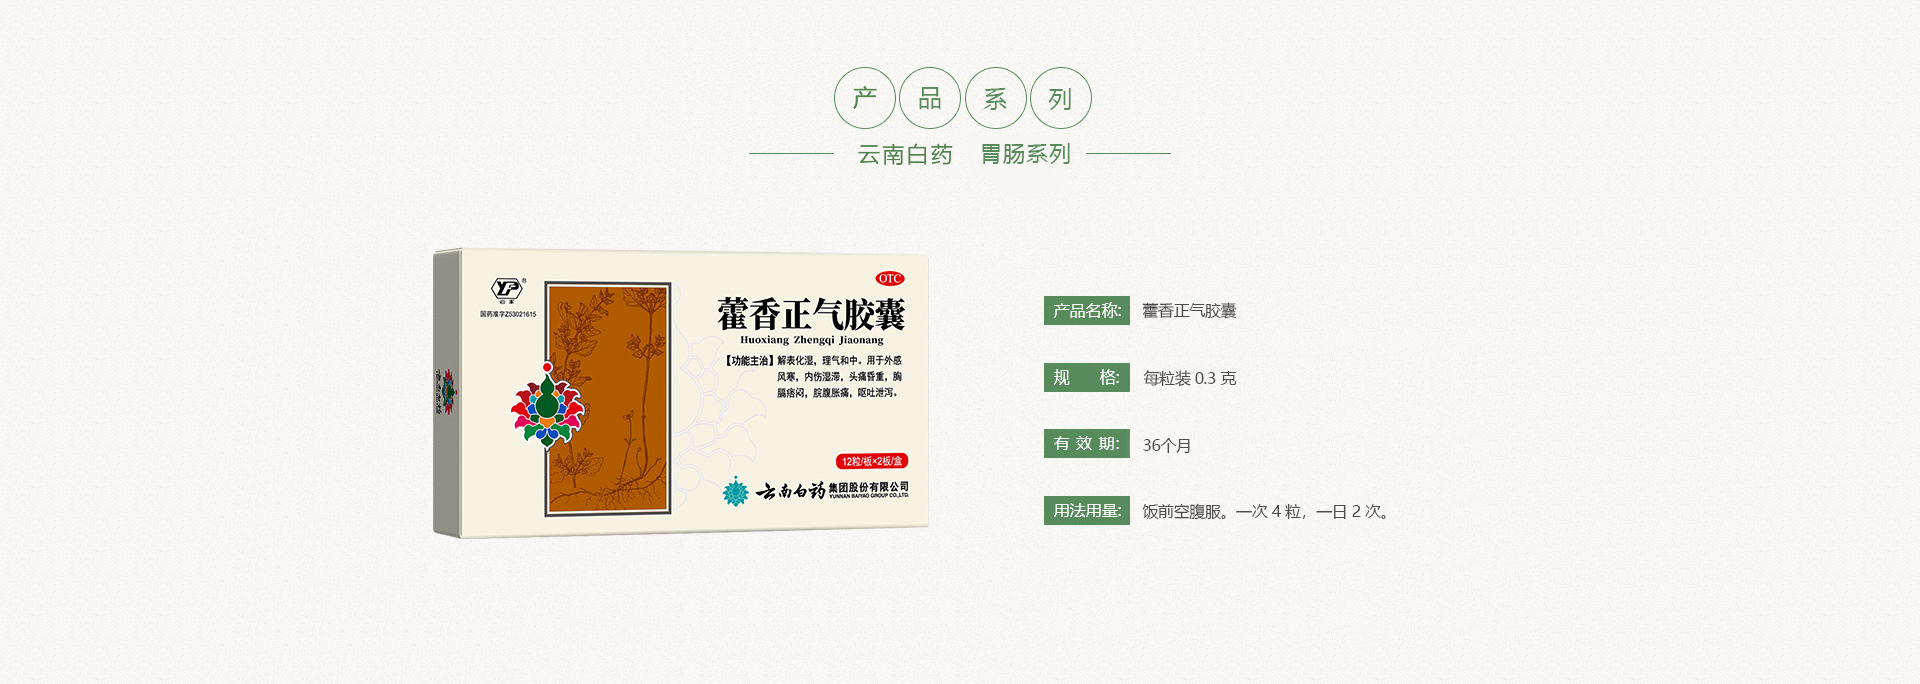 产品系列
云南白药 胃肠系列
OTC
国药准字Z53021615
藿香正气胶囊
Huoxiang Zhengqi Jiaonang
【功能主治】解表化湿，理气和中。用于外感
风寒，内伤湿滞，头痛昏重，胸
膈痞闷，脘腹胀痛，呕吐泄泻。
12粒/板×2板/盒
云南白药集团股份有限公司
YUNNAN BAIYAO GROUP CO.,LTD.
产品名称: 藿香正气胶囊
规 格: 每粒装 0.3 克
有 效 期: 36个月
用法用量: 饭前空腹服。一次 4 粒，一日 2 次。